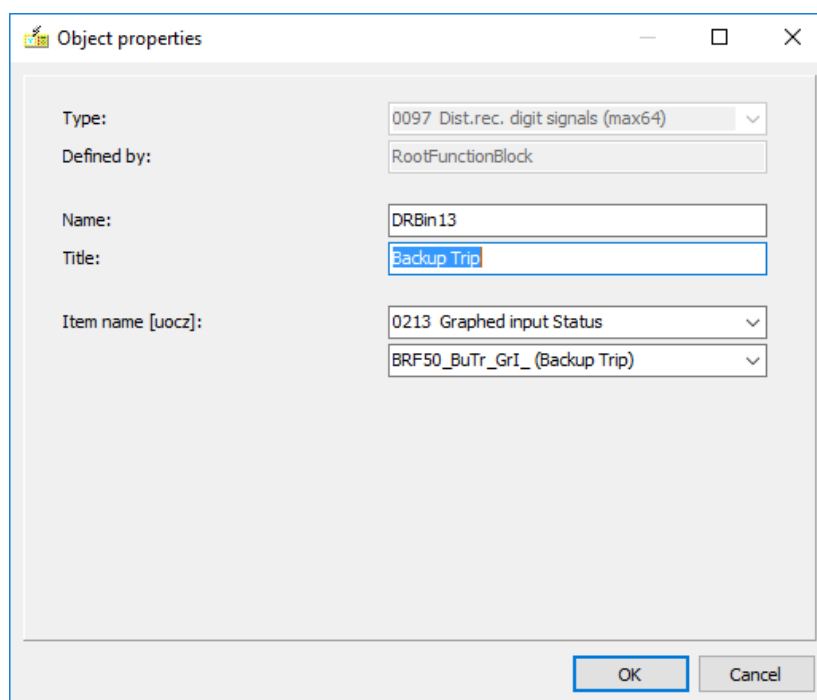 Object properties
Type: 0097 Dist.rec. digit signals (max64)
Defined by: RootFunctionBlock
Name: DRBin13
Title: Backup Trip
Item name [uocz]: 0213 Graphed input Status
BRF50_BuTr_GrI_ (Backup Trip)
OK Cancel